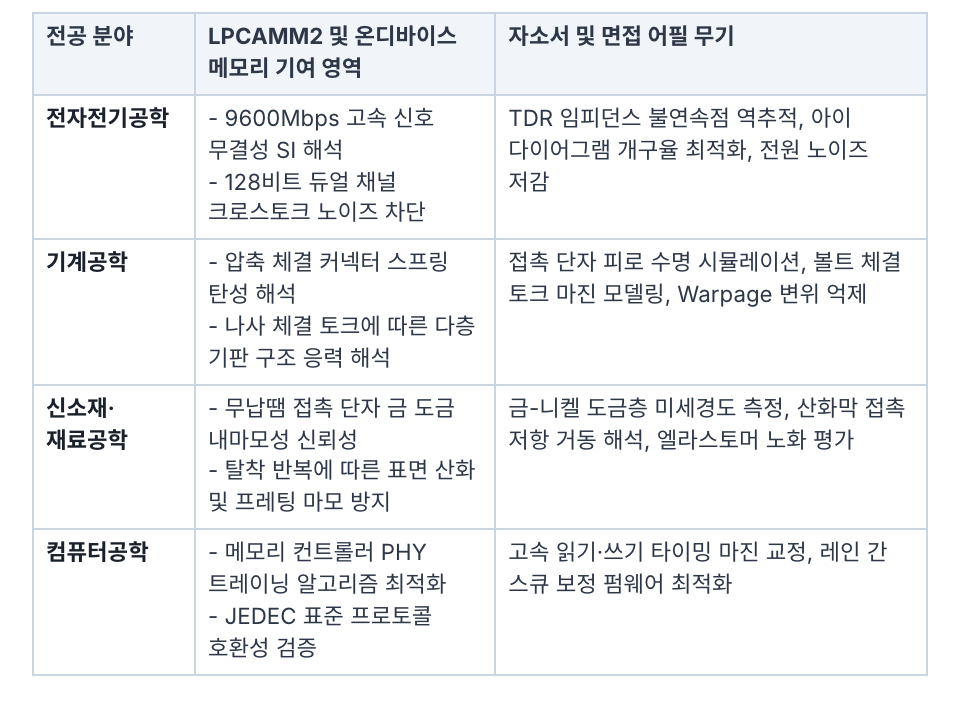 전공 분야
LPCAMM2 및 온디바이스
메모리 기여 영역
자소서 및 면접 어필 무기
전자전기공학
- 9600Mbps 고속 신호
무결성 SI 해석
- 128비트 듀얼 채널
크로스토크 노이즈 차단
TDR 임피던스 불연속점 역추적, 아이
다이어그램 개구율 최적화, 전원 노이즈
저감
기계공학
- 압축 체결 커넥터 스프링
탄성 해석
- 나사 체결 토크에 따른 다층
기판 구조 응력 해석
접촉 단자 피로 수명 시뮬레이션, 볼트 체결
토크 마진 모델링, Warpage 변위 억제
신소재·
재료공학
- 무납땜 접촉 단자 금 도금
내마모성 신뢰성
- 탈착 반복에 따른 표면 산화
및 프레팅 마모 방지
금-니켈 도금층 미세경도 측정, 산화막 접촉
저항 거동 해석, 엘라스토머 노화 평가
컴퓨터공학
- 메모리 컨트롤러 PHY
트레이닝 알고리즘 최적화
- JEDEC 표준 프로토콜
호환성 검증
고속 읽기·쓰기 타이밍 마진 교정, 레인 간
스큐 보정 펌웨어 최적화